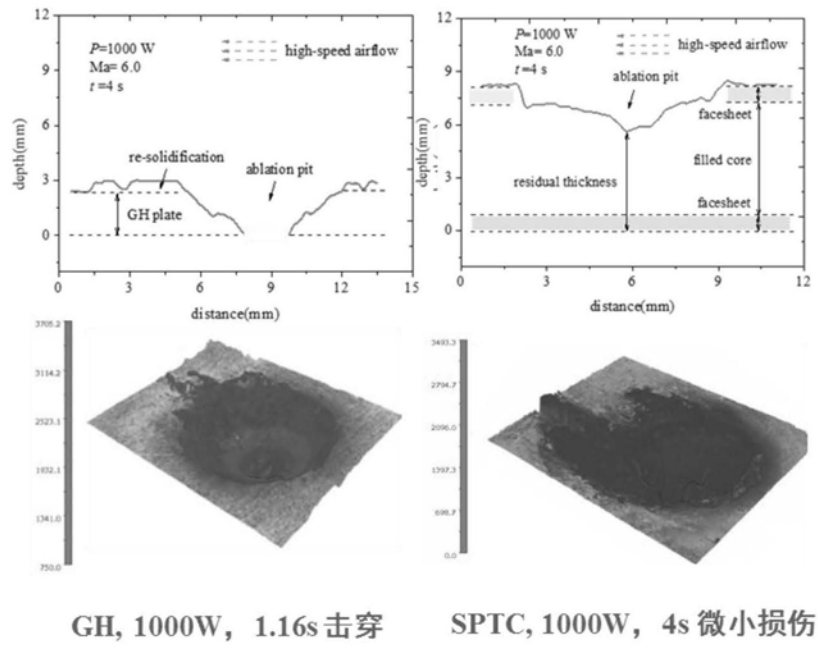 P=1000 W
Ma= 6.0
t =4 s
high-speed airflow
re-solidification
ablation pit
GH plate
depth(mm)
12
9
6
3
0
0 3 6 9 12 15
distance(mm)
P=1000 W
Ma= 6.0
t =4 s
high-speed airflow
ablation pit
facesheet
filled core
residual thickness
facesheet
depth(mm)
12
9
6
3
0
0 3 6 9 12
distance(mm)
3705.2
3114.2
2523.1
1932.1
1341.0
750.0
3493.3
2794.7
2096.0
1397.3
698.7
0.0
GH, 1000W，1.16s 击穿
SPTC, 1000W，4s 微小损伤